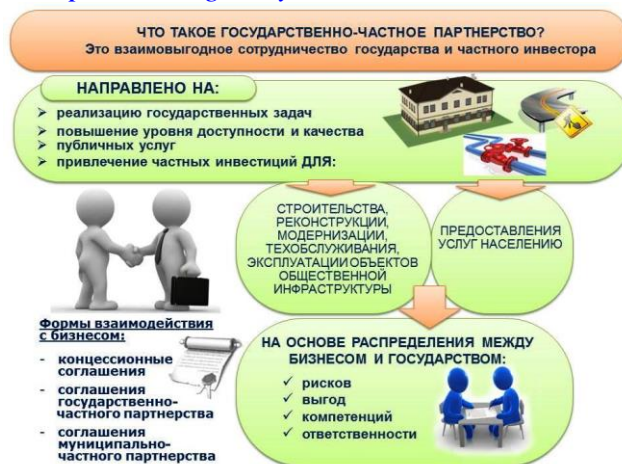 ЧТО ТАКОЕ ГОСУДАРСТВЕННО-ЧАСТНОЕ ПАРТНЕРСТВО?
Это взаимовыгодное сотрудничество государства и частного инвестора
НАПРАВЛЕНО НА:
реализацию государственных задач
повышение уровня доступности и качества
публичных услуг
привлечение частных инвестиций ДЛЯ:
СТРОИТЕЛЬСТВА,
РЕКОНСТРУКЦИИ,
МОДЕРНИЗАЦИИ,
ТЕХОБСЛУЖИВАНИЯ,
ЭКСПЛУАТАЦИИ ОБЪЕКТОВ
ОБЩЕСТВЕННОЙ
ИНФРАСТРУКТУРЫ
ПРЕДОСТАВЛЕНИЯ
УСЛУГ НАСЕЛЕНИЮ
Формы взаимодействия
с бизнесом:
- концессионные
соглашения
- соглашения
государственно-
частного партнерства
- соглашения
муниципально-
частного партнерства
НА ОСНОВЕ РАСПРЕДЕЛЕНИЯ МЕЖДУ
БИЗНЕСОМ И ГОСУДАРСТВОМ:
✓ рисков
✓ выгод
✓ компетенций
✓ ответственности